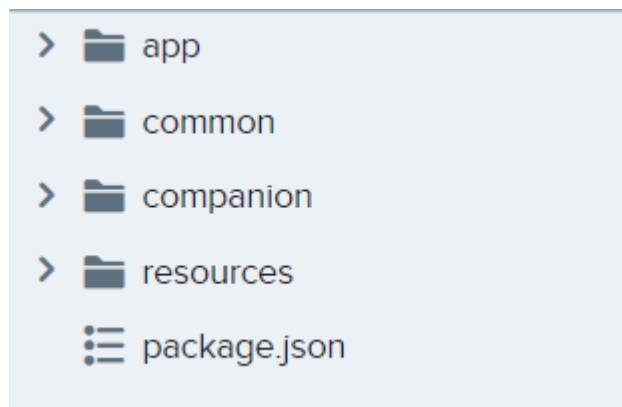 app
common
companion
resources
package.json